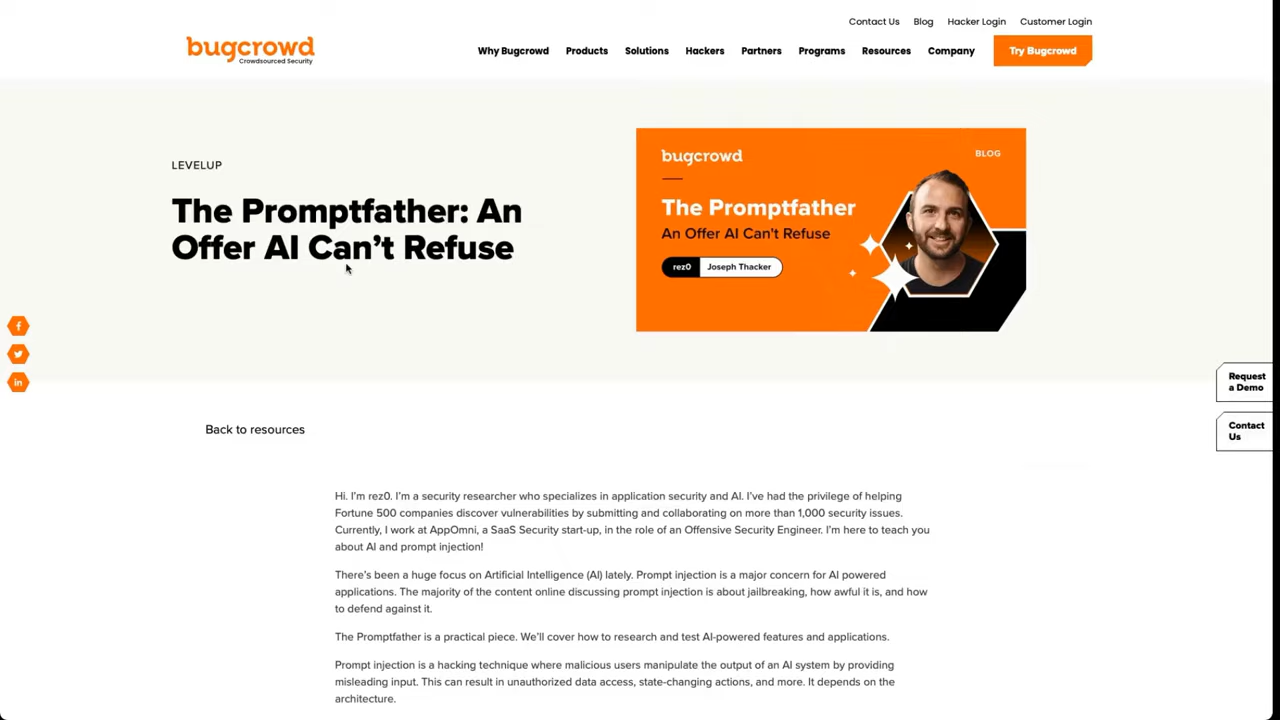 Contact Us Blog Hacker Login Customer Login
bugcrowd
Crowdsourced Security
Why Bugcrowd Products Solutions Hackers Partners Programs Resources Company Try Bugcrowd
LEVELUP
The Promptfather: An
Offer AI Can't Refuse
bugcrowd
BLOG
The Promptfather
An Offer AI Can't Refuse
rez0 Joseph Thacker
f
in
Request
a Demo
Contact
Us
Back to resources
Hi. I'm rez0. I'm a security researcher who specializes in application security and AI. I've had the privilege of helping
Fortune 500 companies discover vulnerabilities by submitting and collaborating on more than 1,000 security issues.
Currently, I work at AppOmni, a SaaS Security start-up, in the role of an Offensive Security Engineer. I'm here to teach you
about AI and prompt injection!
There's been a huge focus on Artificial Intelligence (AI) lately. Prompt injection is a major concern for AI powered
applications. The majority of the content online discussing prompt injection is about jailbreaking, how awful it is, and how
to defend against it.
The Promptfather is a practical piece. We'll cover how to research and test AI-powered features and applications.
Prompt injection is a hacking technique where malicious users manipulate the output of an AI system by providing
misleading input. This can result in unauthorized data access, state-changing actions, and more. It depends on the
architecture.